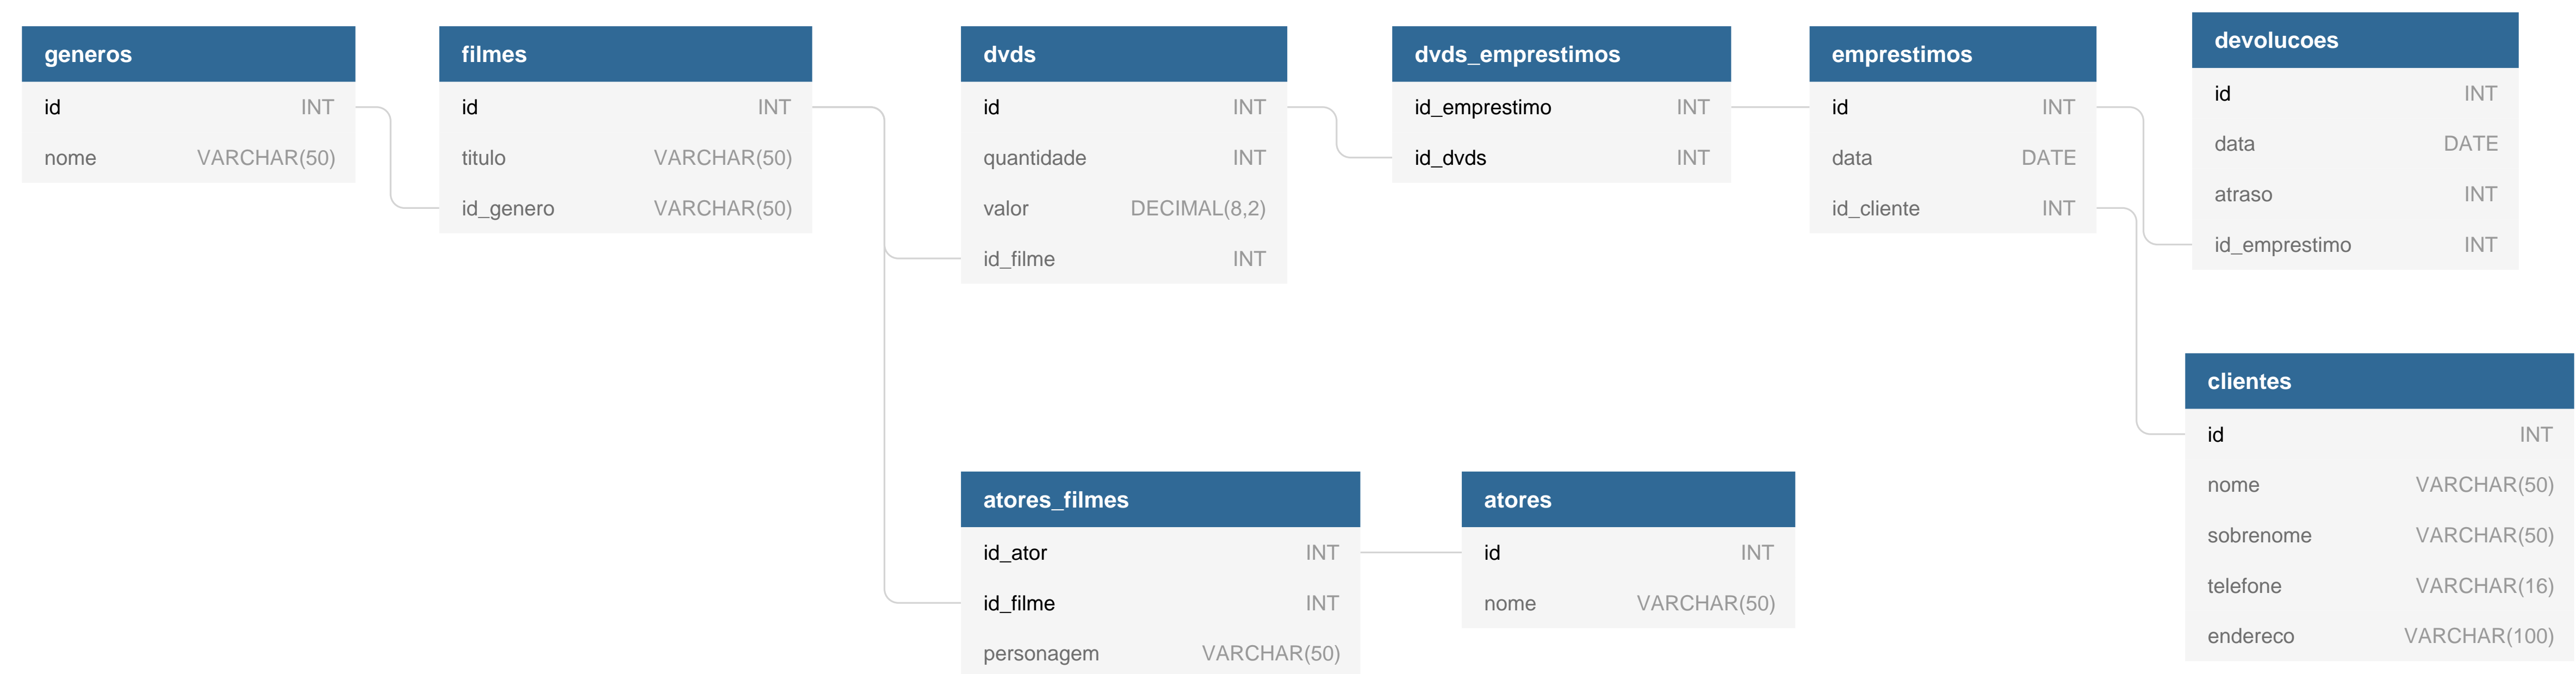 generos
id INT
nome VARCHAR(50)
filmes
id INT
titulo VARCHAR(50)
id_genero VARCHAR(50)
dvds
id INT
quantidade INT
valor DECIMAL(8,2)
id_filme INT
dvds_emprestimos
id_emprestimo INT
id_dvds INT
emprestimos
id INT
data DATE
id_cliente INT
devolucoes
id INT
data DATE
atraso INT
id_emprestimo INT
clientes
id INT
nome VARCHAR(50)
sobrenome VARCHAR(50)
telefone VARCHAR(16)
endereco VARCHAR(100)
atores_filmes
id_ator INT
id_filme INT
personagem VARCHAR(50)
atores
id INT
nome VARCHAR(50)